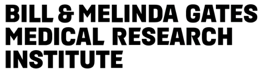 BILL & MELINDA GATES
MEDICAL RESEARCH
INSTITUTE